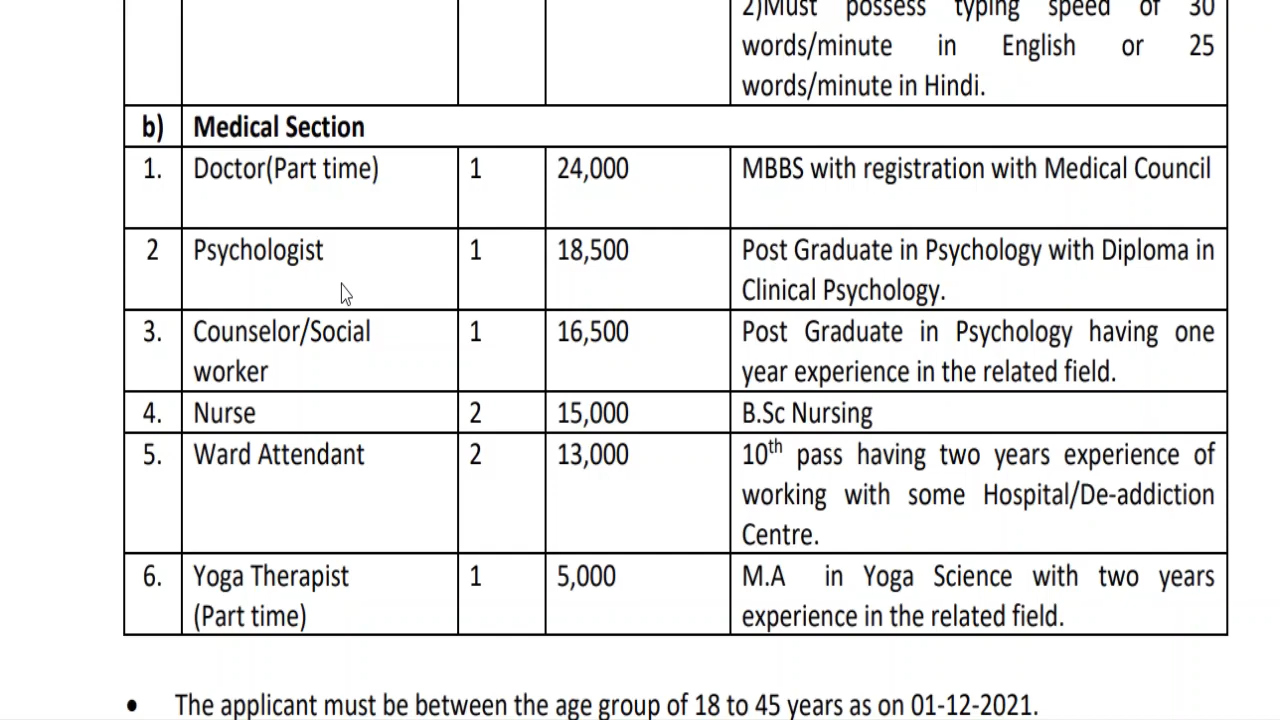 2)Must possess typing speed of 30
words/minute in English or 25
words/minute in Hindi.
b) Medical Section
1. Doctor(Part time) 1 24,000 MBBS with registration with Medical Council
2 Psychologist 1 18,500 Post Graduate in Psychology with Diploma in
Clinical Psychology.
3. Counselor/Social 1 16,500 Post Graduate in Psychology having one
worker year experience in the related field.
4. Nurse 2 15,000 B.Sc Nursing
5. Ward Attendant 2 13,000 10th pass having two years experience of
working with some Hospital/De-addiction
Centre.
6. Yoga Therapist 1 5,000 M.A in Yoga Science with two years
(Part time) experience in the related field.
• The applicant must be between the age group of 18 to 45 years as on 01-12-2021.